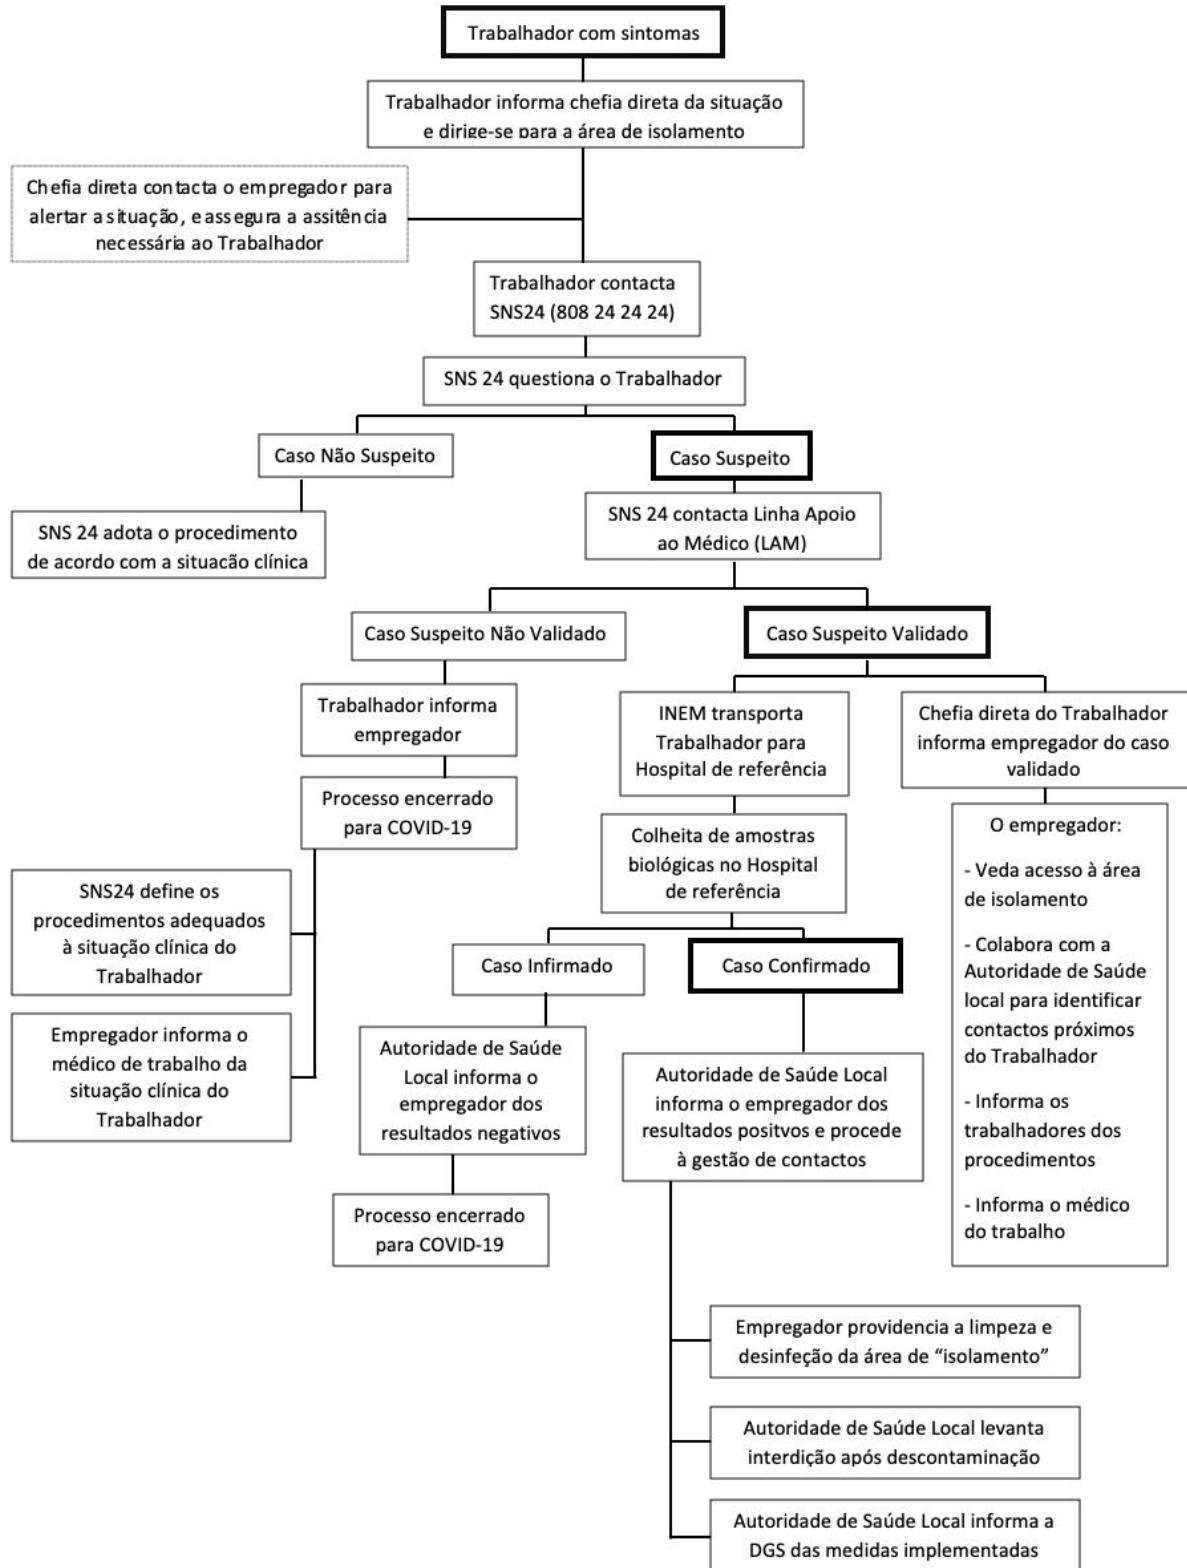 Trabalhador com sintomas
Trabalhador informa chefia direta da situação
e dirige-se para a área de isolamento
Chefia direta contacta o empregador para
alertar a situação, e assegura a assitência
necessária ao Trabalhador
Trabalhador contacta
SNS24 (808 24 24 24)
SNS 24 questiona o Trabalhador
Caso Não Suspeito
Caso Suspeito
SNS 24 adota o procedimento
de acordo com a situacão clínica
SNS 24 contacta Linha Apoio
ao Médico (LAM)
Caso Suspeito Não Validado
Caso Suspeito Validado
Trabalhador informa
empregador
INEM transporta
Trabalhador para
Hospital de referência
Chefia direta do Trabalhador
informa empregador do caso
validado
Processo encerrado
para COVID-19
Colheita de amostras
biológicas no Hospital
de referência
O empregador:
- Veda acesso à área
de isolamento
- Colabora com a
Autoridade de Saúde
local para identificar
contactos próximos
do Trabalhador
- Informa os
trabalhadores dos
procedimentos
- Informa o médico
do trabalho
SNS24 define os
procedimentos adequados
à situação clínica do
Trabalhador
Empregador informa o
médico de trabalho da
situação clínica do
Trabalhador
Caso Infirmado
Caso Confirmado
Autoridade de Saúde
Local informa o
empregador dos
resultados negativos
Autoridade de Saúde Local
informa o empregador dos
resultados positvos e procede
à gestão de contactos
Processo encerrado
para COVID-19
Empregador providencia a limpeza e
desinfeção da área de “isolamento”
Autoridade de Saúde Local levanta
interdição após descontaminação
Autoridade de Saúde Local informa a
DGS das medidas implementadas